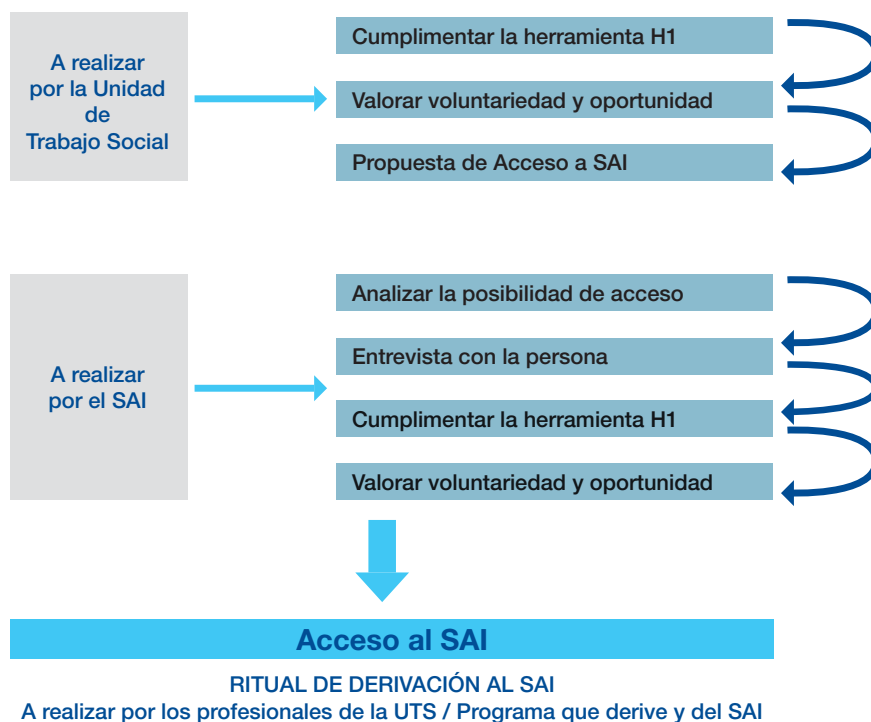 A realizar
por la Unidad
de
Trabajo Social
Cumplimentar la herramienta H1
Valorar voluntariedad y oportunidad
Propuesta de Acceso a SAI
A realizar
por el SAI
Analizar la posibilidad de acceso
Entrevista con la persona
Cumplimentar la herramienta H1
Valorar voluntariedad y oportunidad
Acceso al SAI
RITUAL DE DERIVACIÓN AL SAI
A realizar por los profesionales de la UTS / Programa que derive y del SAI